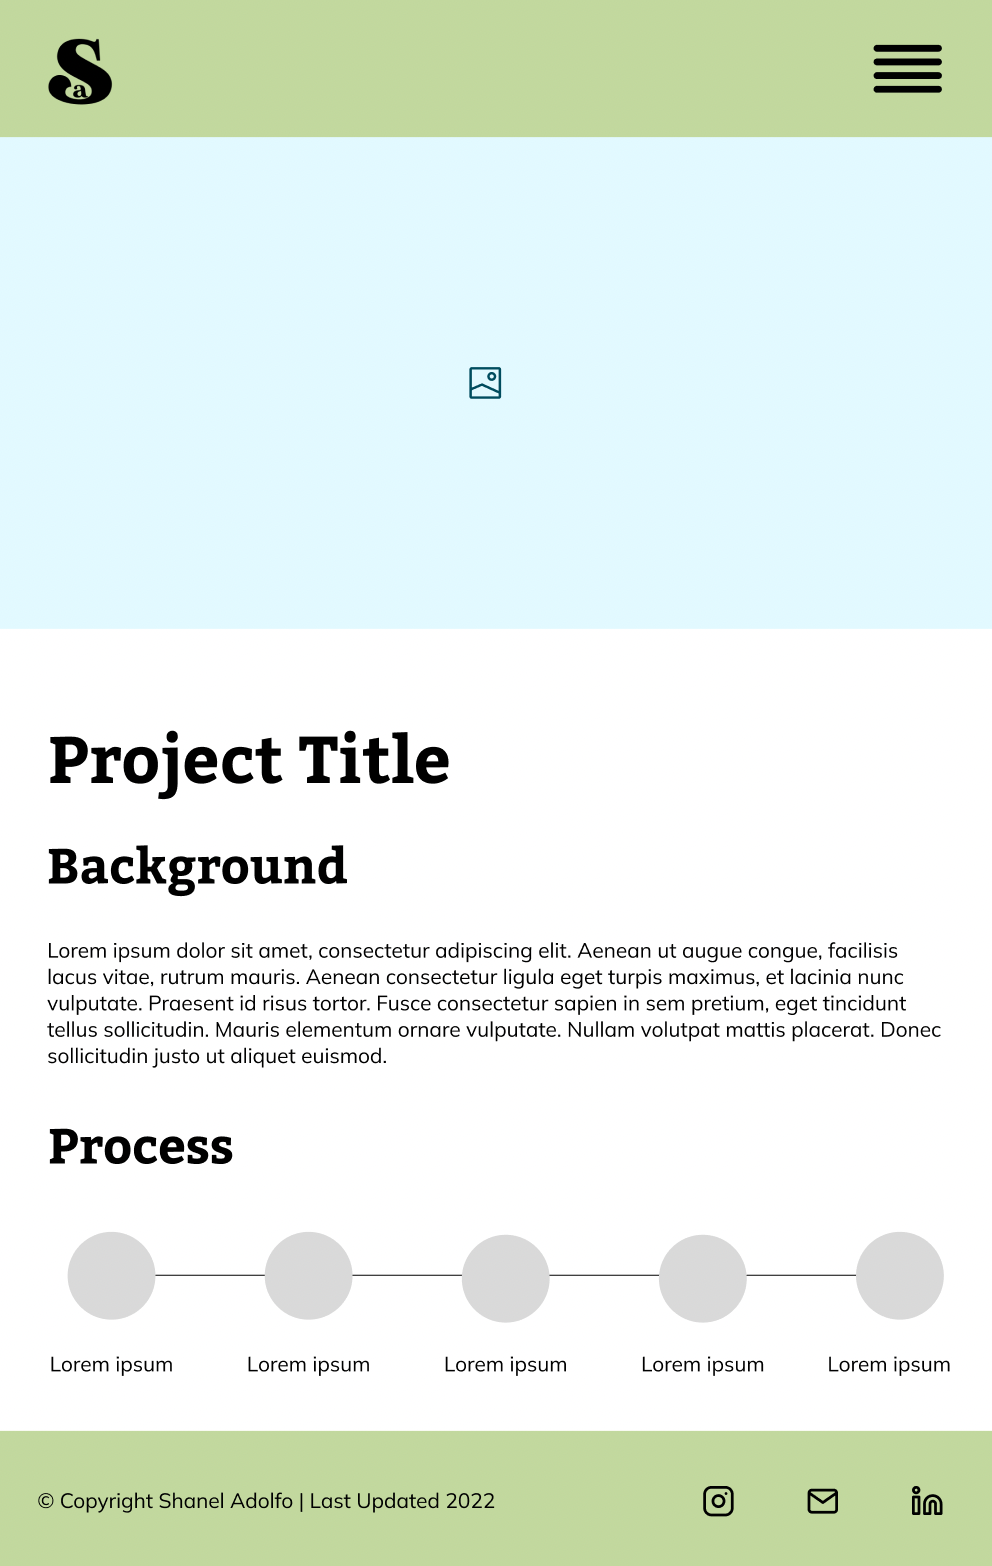 Sa
Project Title
Background
Lorem ipsum dolor sit amet, consectetur adipiscing elit. Aenean ut augue congue, facilisis
lacus vitae, rutrum mauris. Aenean consectetur ligula eget turpis maximus, et lacinia nunc
vulputate. Praesent id risus tortor. Fusce consectetur sapien in sem pretium, eget tincidunt
tellus sollicitudin. Mauris elementum ornare vulputate. Nullam volutpat mattis placerat. Donec
sollicitudin justo ut aliquet euismod.
Process
Lorem ipsum Lorem ipsum Lorem ipsum Lorem ipsum Lorem ipsum
© Copyright Shanel Adolfo | Last Updated 2022 in